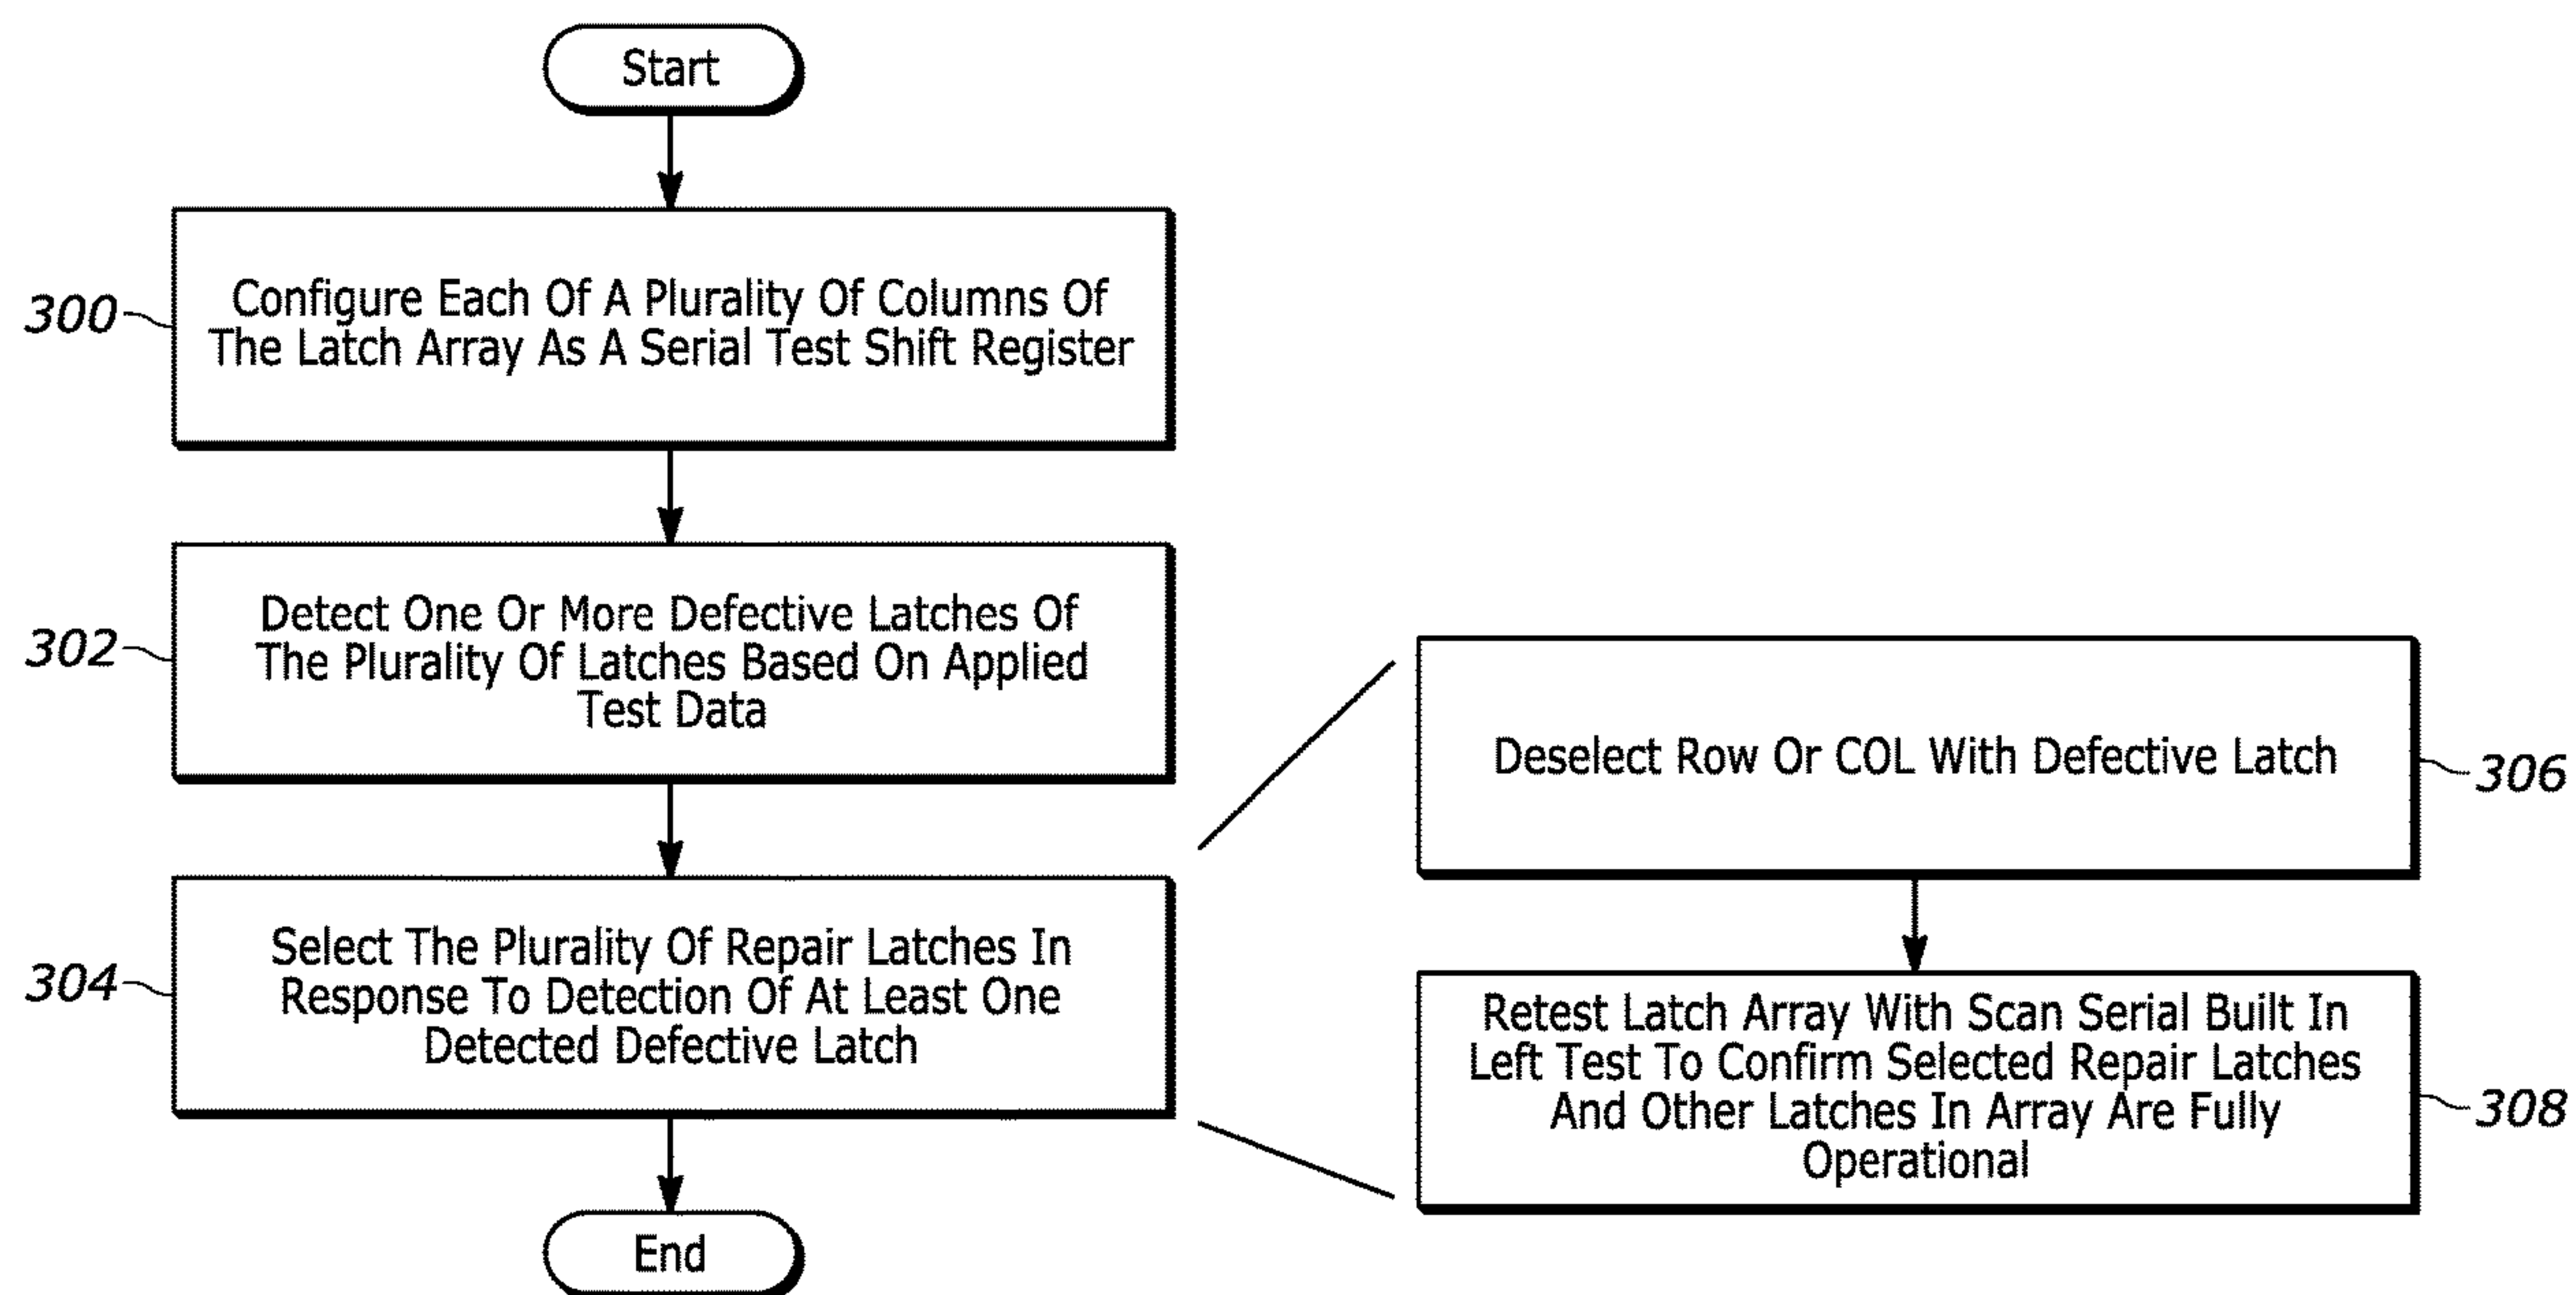 Start
300
Configure Each Of A Plurality Of Columns Of
The Latch Array As A Serial Test Shift Register
302
Detect One Or More Defective Latches Of
The Plurality Of Latches Based On Applied
Test Data
304
Select The Plurality Of Repair Latches In
Response To Detection Of At Least One
Detected Defective Latch
End
Deselect Row Or COL With Defective Latch
306
Retest Latch Array With Scan Serial Built In
Left Test To Confirm Selected Repair Latches
And Other Latches In Array Are Fully
Operational
308